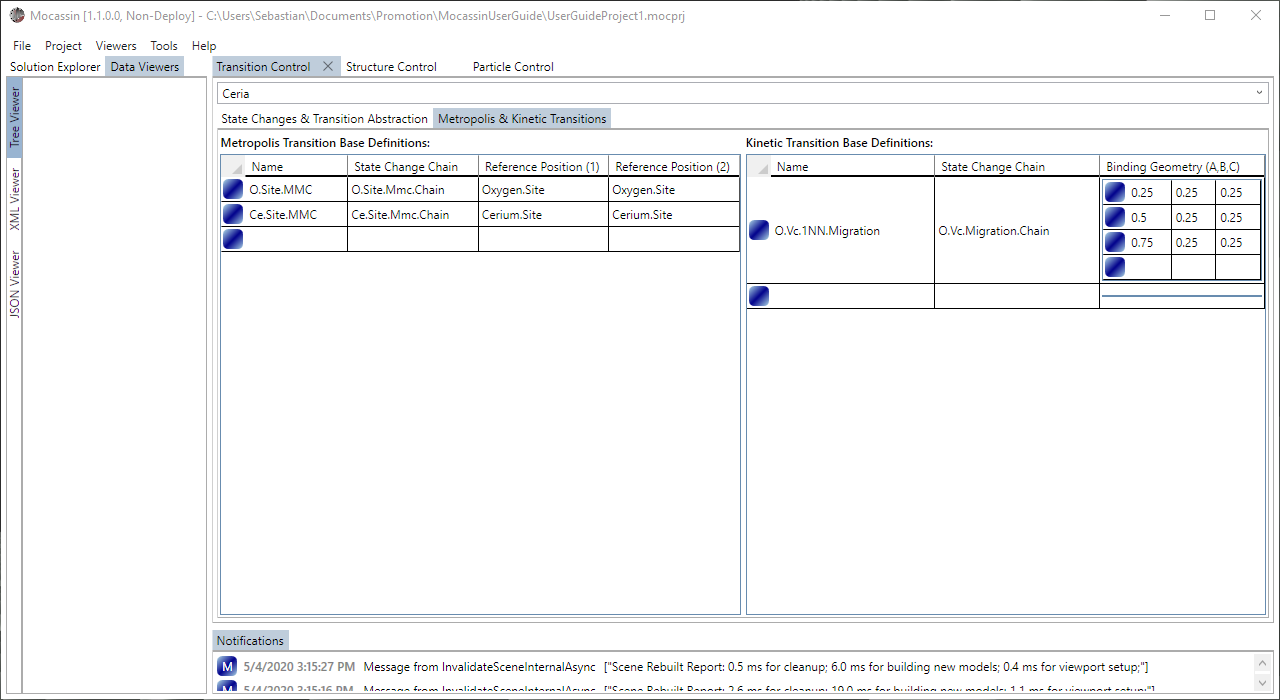 Mocassin [1.1.0.0, Non-Deploy] - C:\Users\Sebastian\Documents\Promotion\MocassinUserGuide\UserGuideProject1.mocprj
File Project Viewers Tools Help
Solution Explorer Data Viewers Transition Control Structure Control Particle Control
Tree Viewer
XML Viewer
JSON Viewer
Ceria
State Changes & Transition Abstraction Metropolis & Kinetic Transitions
Metropolis Transition Base Definitions:
Name State Change Chain Reference Position (1) Reference Position (2)
O.Site.MMC O.Site.Mmc.Chain Oxygen.Site Oxygen.Site
Ce.Site.MMC Ce.Site.Mmc.Chain Cerium.Site Cerium.Site
Kinetic Transition Base Definitions:
Name State Change Chain Binding Geometry (A,B,C)
O.Vc.1NN.Migration O.Vc.Migration.Chain
0.25 0.25 0.25
0.5 0.25 0.25
0.75 0.25 0.25
Notifications
M 5/4/2020 3:15:27 PM Message from InvalidateSceneInternalAsync ["Scene Rebuilt Report: 0.5 ms for cleanup; 6.0 ms for building new models; 0.4 ms for viewport setup;"]
M 5/4/2020 3:15:16 PM Message from InvalidateSceneInternalAsync ["Scene Rebuilt Report: 2.6 ms for cleanup; 19.0 ms for building new models; 1.1 ms for viewport setup;"]